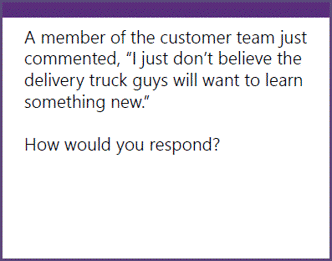 A member of the customer team just
commented, “I just don’t believe the
delivery truck guys will want to learn
something new.”
How would you respond?